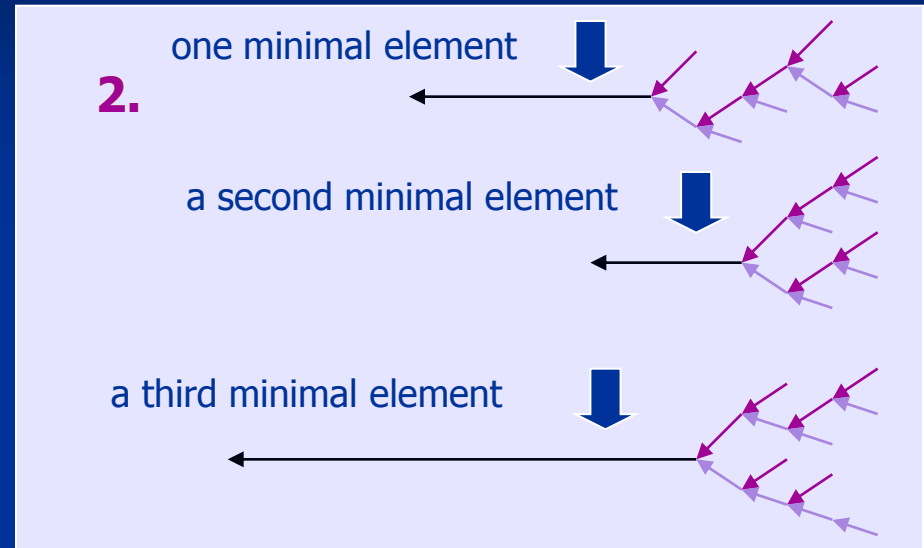 one minimal element
2.
a second minimal element
a third minimal element